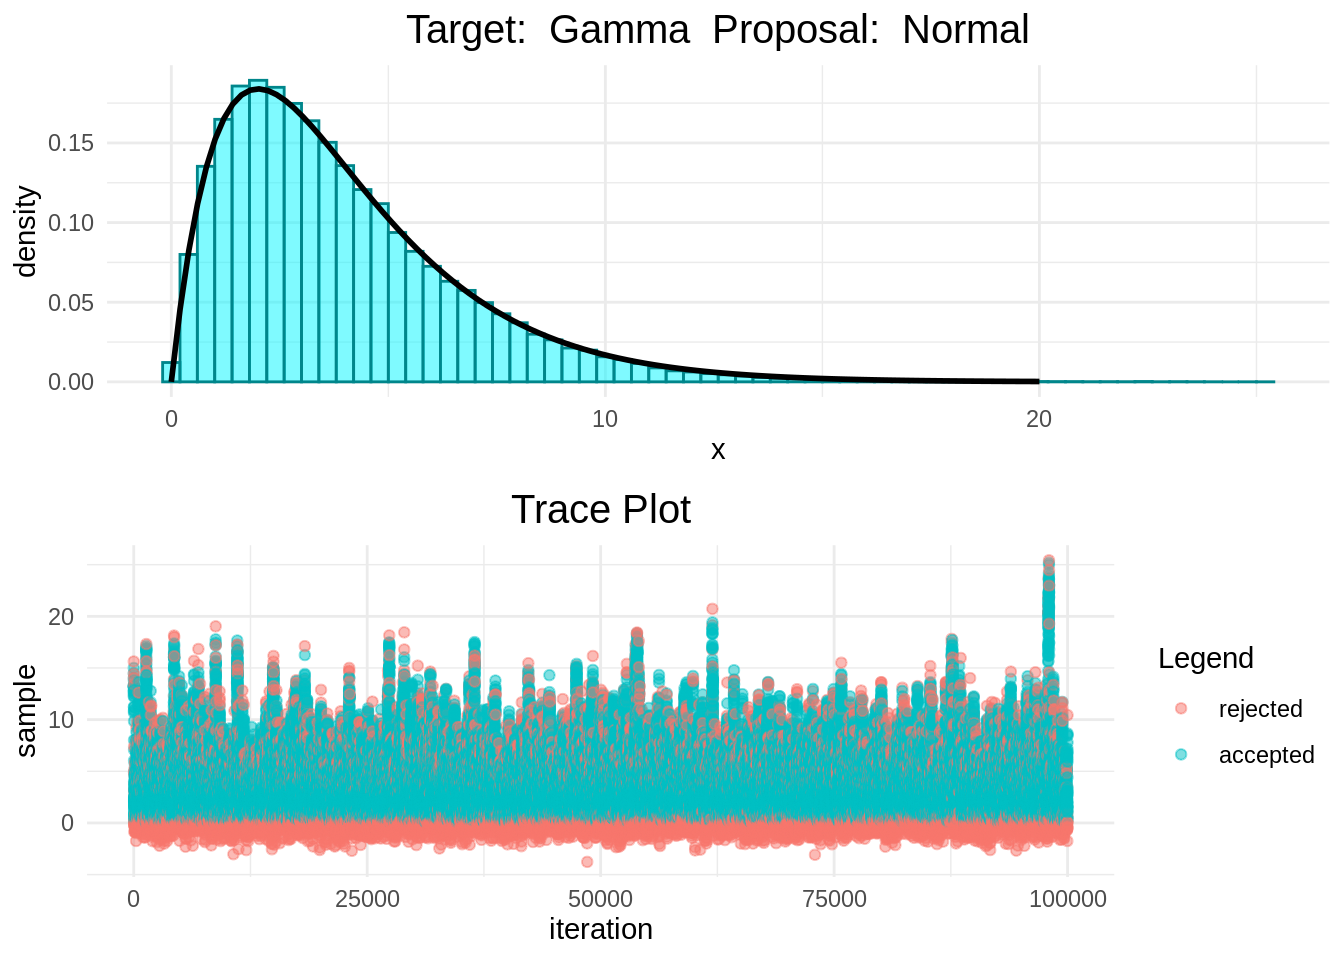 Target:  Gamma  Proposal:  Normal
0.15
0.10
0.05
0.00
density
0 10 20
x
Trace Plot
20
10
0
sample
0 25000 50000 75000 100000
iteration
Legend
rejected
accepted